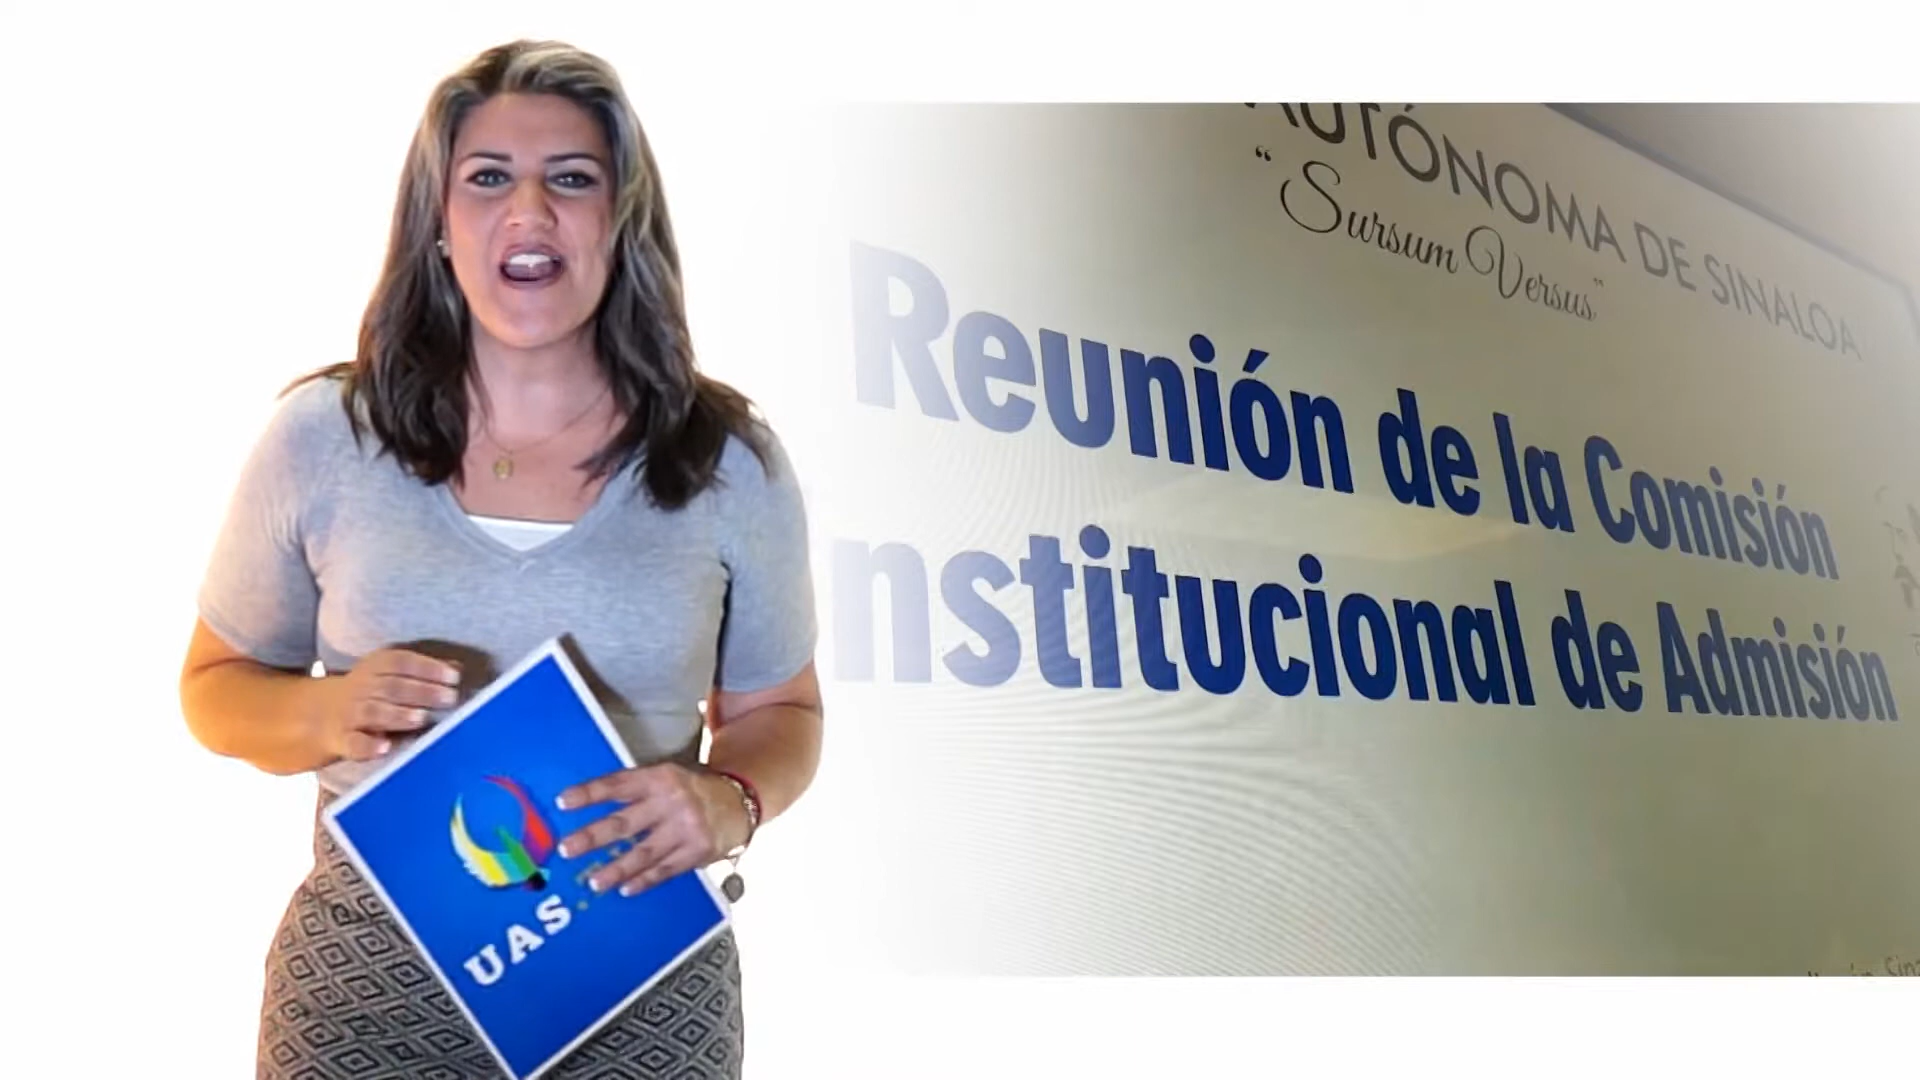 AUTÓNOMA DE SINALOA
“Sursum Versus”
Reunión de la Comisión
nstitucional de Admisión
UAS